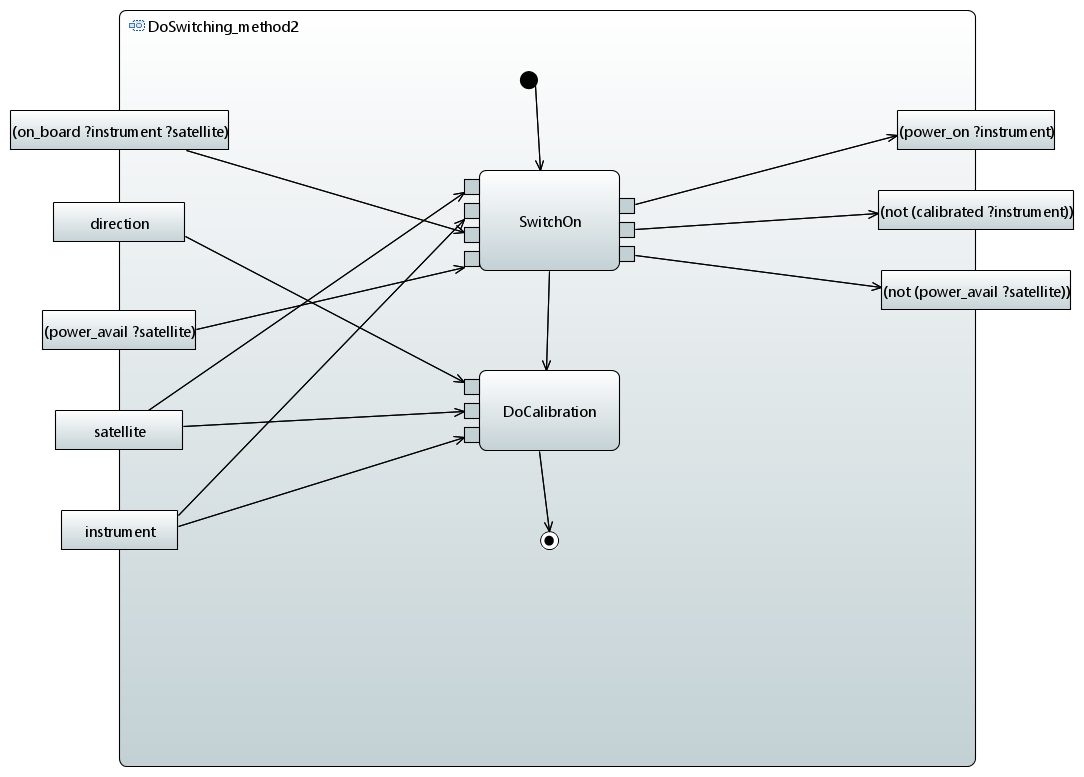 DoSwitching_method2
(on_board ?instrument ?satellite)
(power_on ?instrument)
direction
SwitchOn
(not (calibrated ?instrument))
(power_avail ?satellite)
(not (power_avail ?satellite))
satellite
DoCalibration
instrument